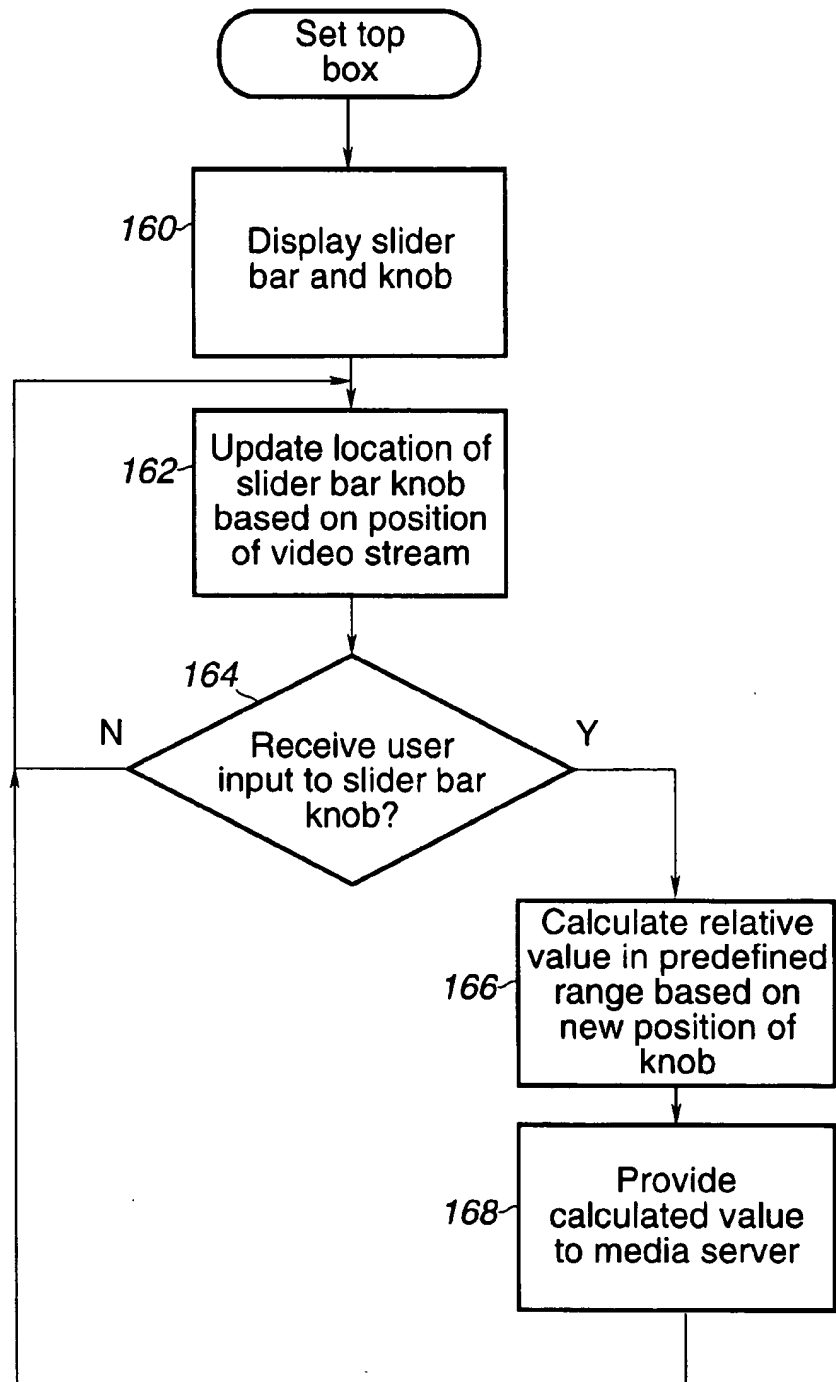 Set top
box
160
Display slider
bar and knob
162
Update location of
slider bar knob
based on position
of video stream
164
N
Y
Receive user
input to slider bar
knob?
166
Calculate relative
value in predefined
range based on
new position of
knob
168
Provide
calculated value
to media server